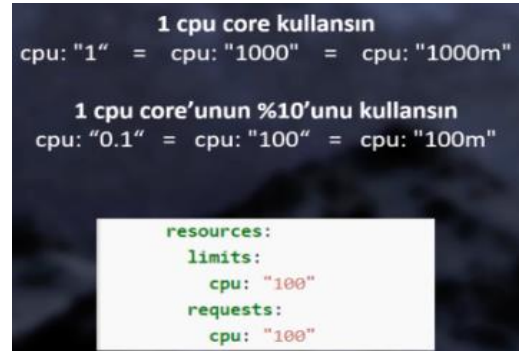 1 cpu core kullansın
cpu: "1“ = cpu: "1000" = cpu: "1000m"
1 cpu core’unun %10’unu kullansın
cpu: “0.1“ = cpu: "100“ = cpu: "100m"
resources:
limits:
cpu: "100"
requests:
cpu: "100"